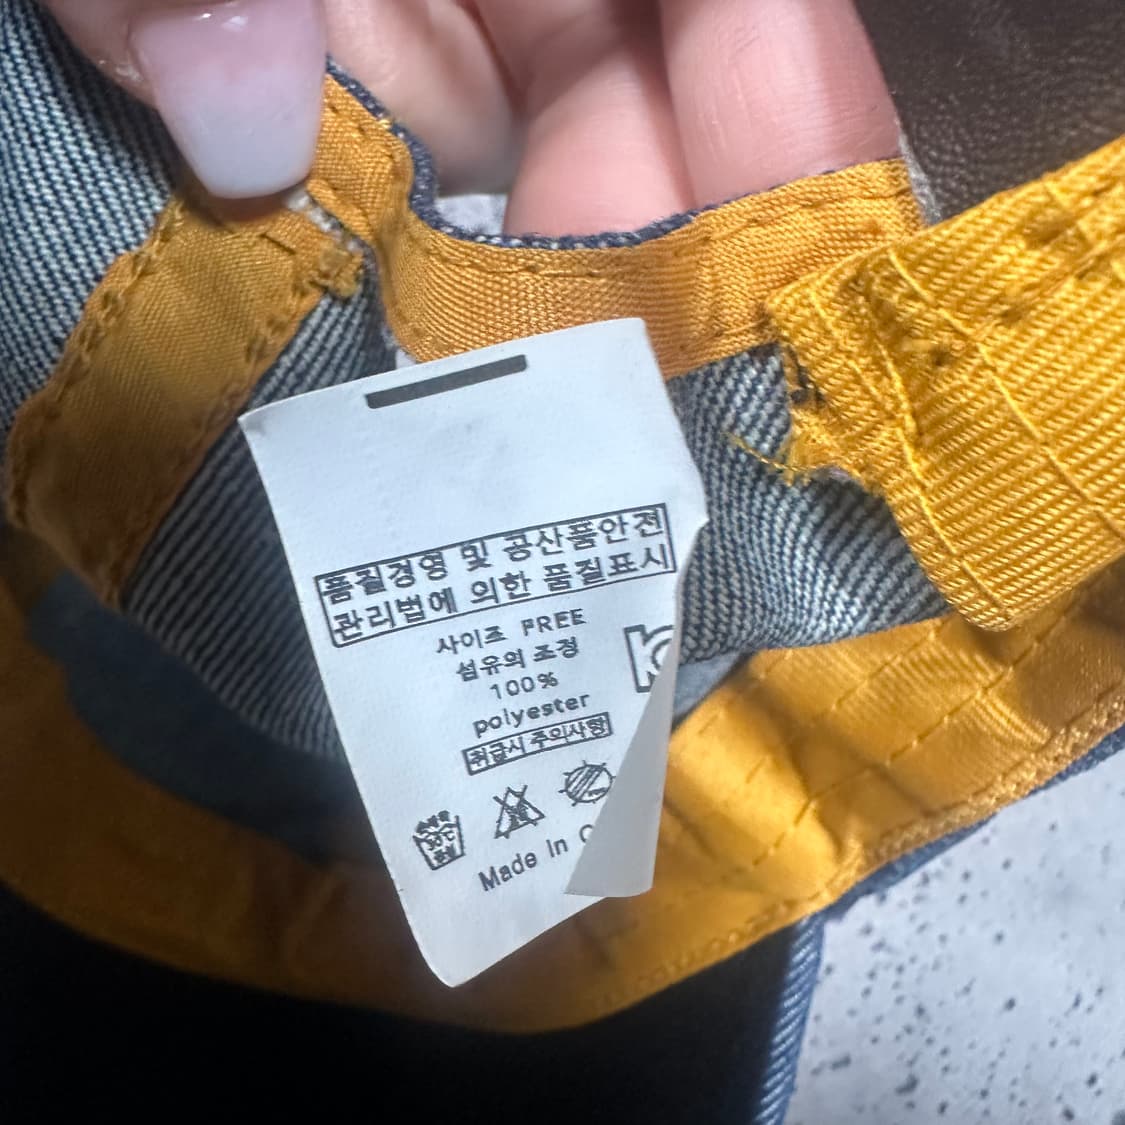 품질경영 및 공산품안전
관리법에 의한 품질표시
사이즈 FREE
섬유의 조정
100%
polyester
취급시 주의사항
30℃
Made In